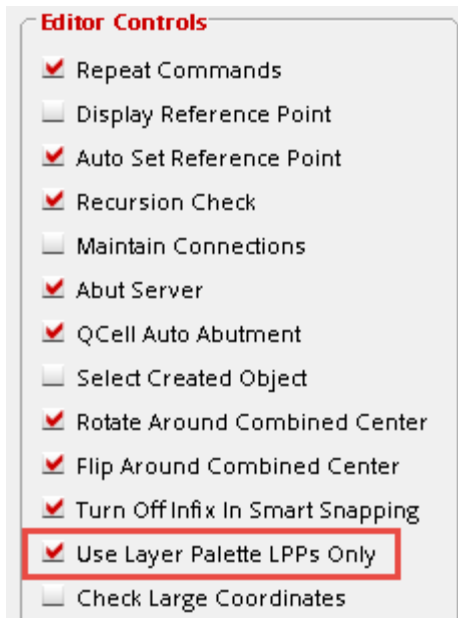 Editor Controls
Repeat Commands
Display Reference Point
Auto Set Reference Point
Recursion Check
Maintain Connections
Abut Server
QCell Auto Abutment
Select Created Object
Rotate Around Combined Center
Flip Around Combined Center
Turn Off Infix In Smart Snapping
Use Layer Palette LPPs Only
Check Large Coordinates